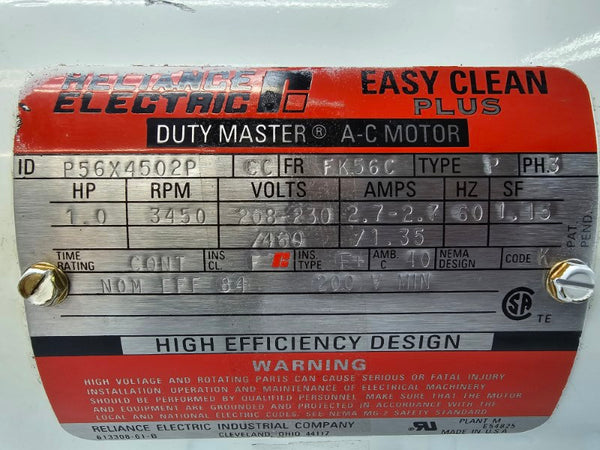 RELIANCE EASY CLEAN
ELECTRIC PLUS
DUTY MASTER® A-C MOTOR
ID P56X4502P CC FR FK56C TYPE P PH.3
HP RPM VOLTS AMPS HZ SF
1.0 3450 208-230 2.7-2.7 60 1.15
/460 /1.35
PAT. PEND.
TIME RATING CONT INS CL. F INS TYPE F+ AMB. C 40 NEMA DESIGN CODE K
NOM EFF 84 200 V MIN
TE
HIGH EFFICIENCY DESIGN
WARNING
HIGH VOLTAGE AND ROTATING PARTS CAN CAUSE SERIOUS OR FATAL INJURY
INSTALLATION, OPERATION AND MAINTENANCE OF ELECTRICAL MACHINERY
SHOULD BE PERFORMED BY QUALIFIED PERSONNEL. MAKE SURE THAT THE MOTOR
AND EQUIPMENT ARE GROUNDED AND PROTECTED IN ACCORDANCE WITH
LOCAL AND NATIONAL ELECTRIC CODES. SEE NEMA MG-2 SAFETY STANDARD.
RELIANCE ELECTRIC INDUSTRIAL COMPANY PLANT M
613308-61-B CLEVELAND, OHIO 44117 E54825
MADE IN U.S.A